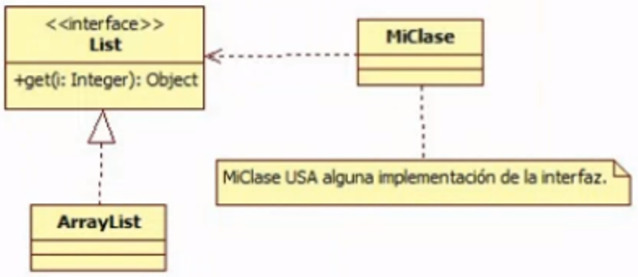 <<interface>>
List
+get(i: Integer): Object
MiClase
MiClase USA alguna implementación de la interfaz.
ArrayList